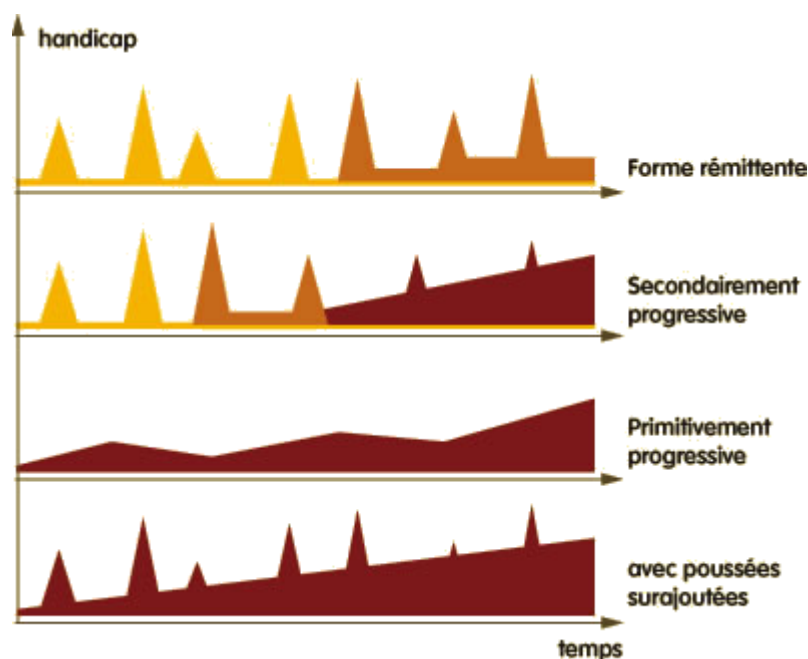 handicap
Forme rémittente
Secondairement
progressive
Primitivement
progressive
avec poussées
surajoutées
temps